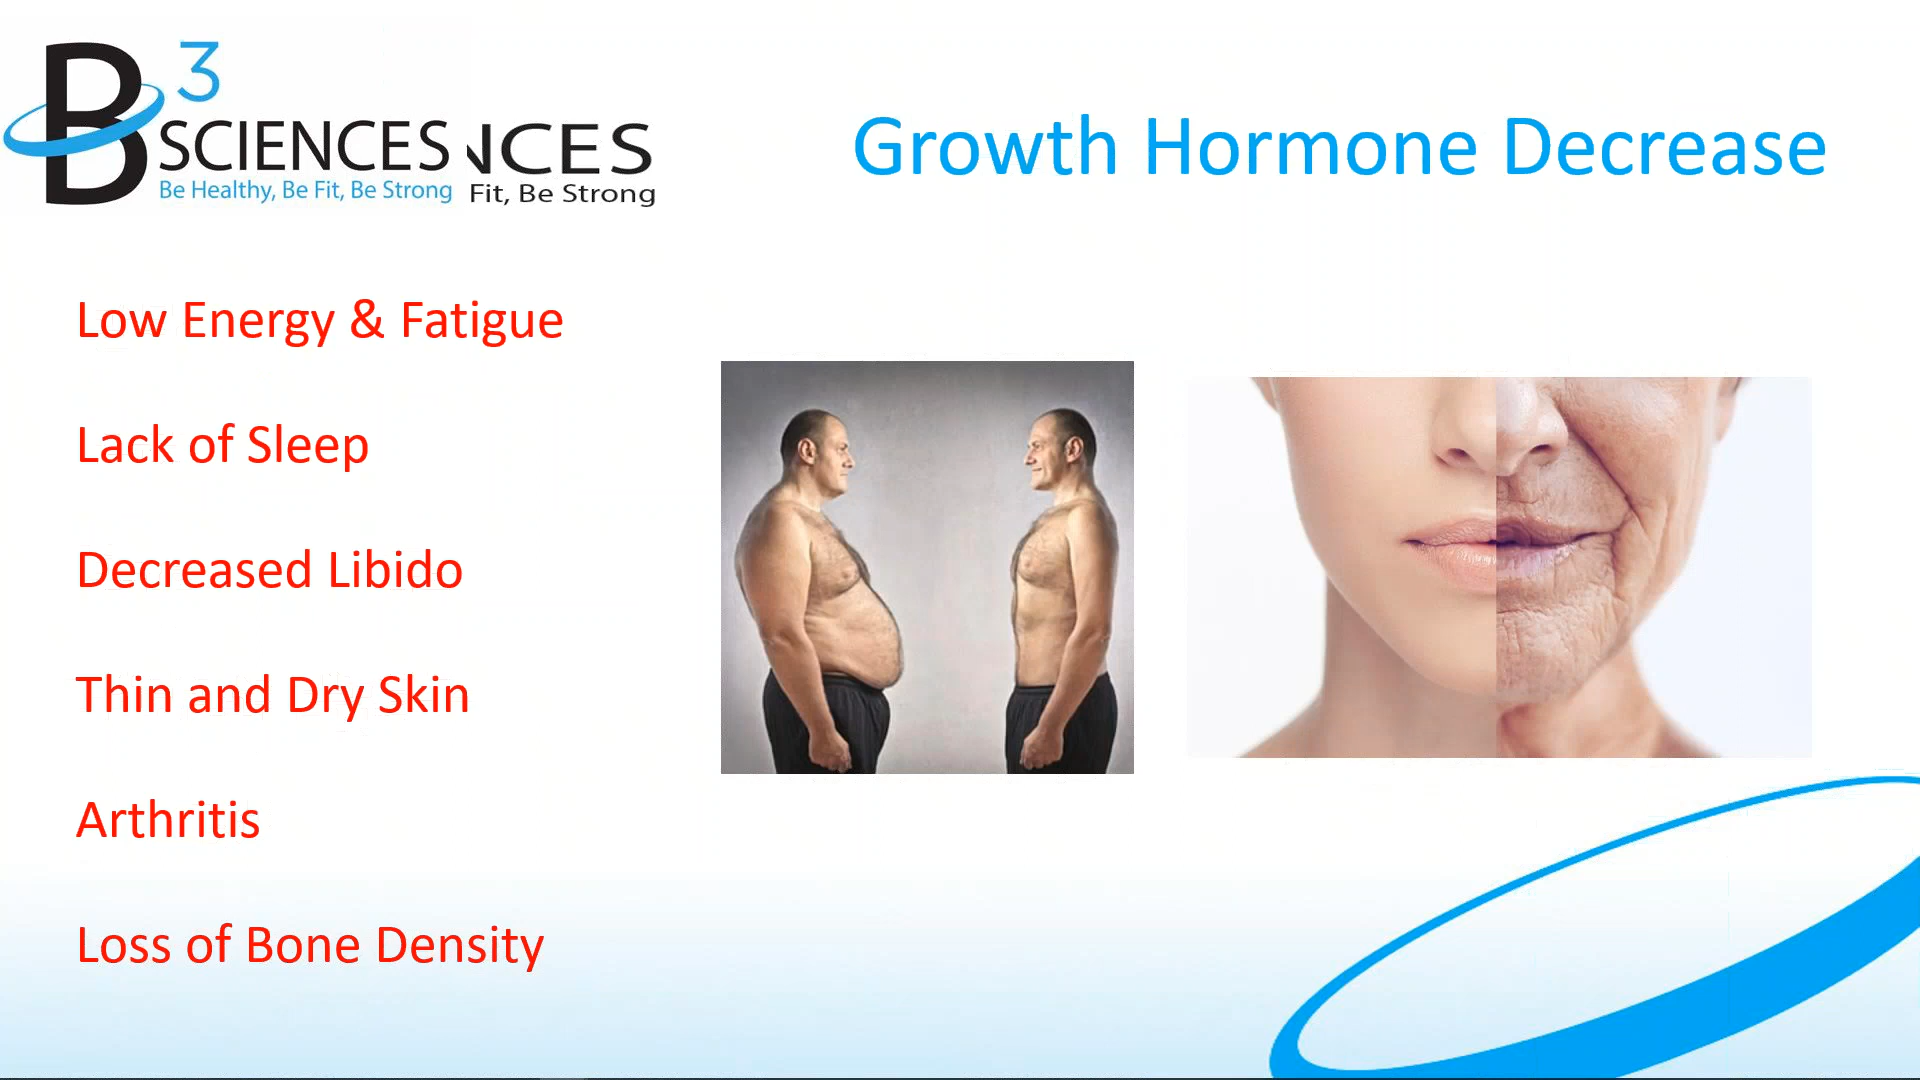 B3
SCIENCES NCES
Be Healthy, Be Fit, Be Strong Fit, Be Strong
Growth Hormone Decrease
Low Energy & Fatigue
Lack of Sleep
Decreased Libido
Thin and Dry Skin
Arthritis
Loss of Bone Density